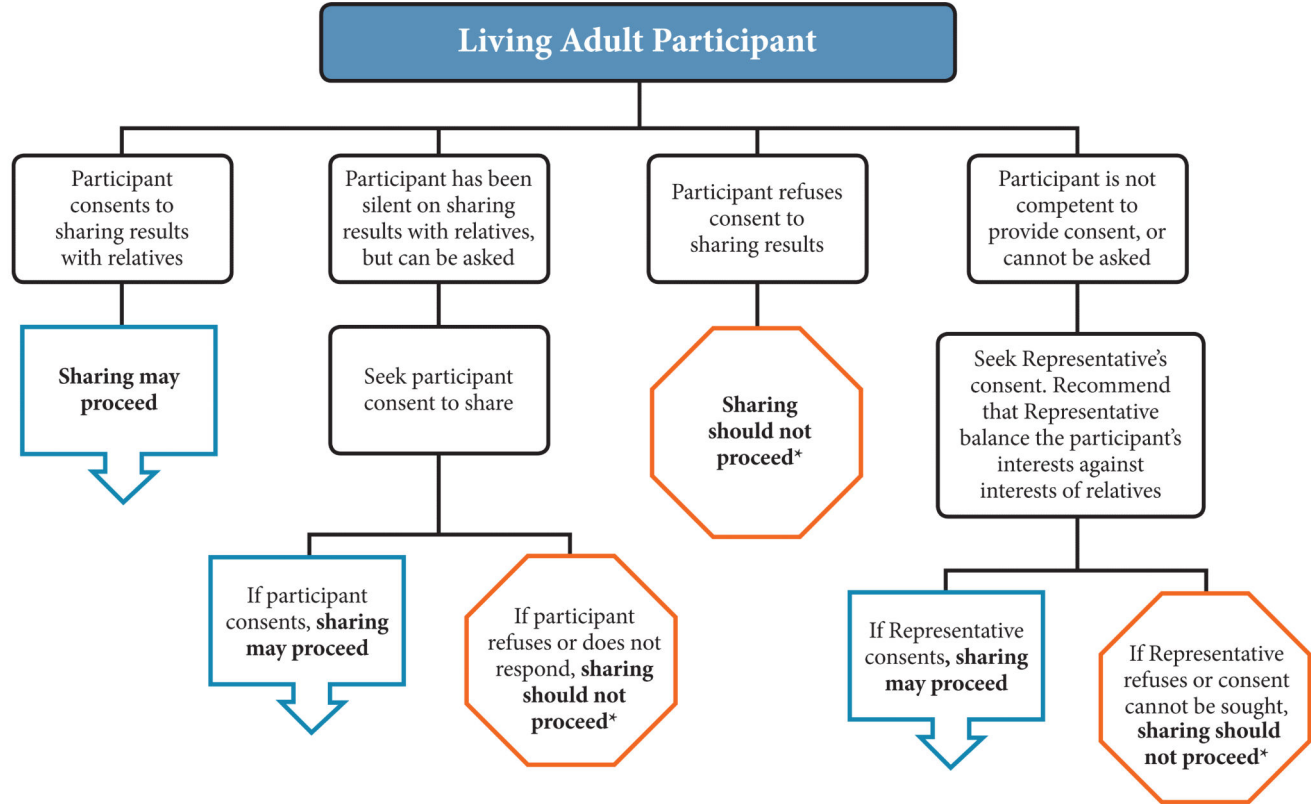 Living Adult Participant
Participant
consents to
sharing results
with relatives
Participant has been
silent on sharing
results with relatives,
but can be asked
Participant refuses
consent to
sharing results
Participant is not
competent to
provide consent, or
cannot be asked
Sharing may
proceed
Seek participant
consent to share
Sharing
should not
proceed*
Seek Representative’s
consent. Recommend
that Representative
balance the participant’s
interests against
interests of relatives
If participant
consents, sharing
may proceed
If participant
refuses or does not
respond, sharing
should not
proceed*
If Representative
consents, sharing
may proceed
If Representative
refuses or consent
cannot be sought,
sharing should
not proceed*